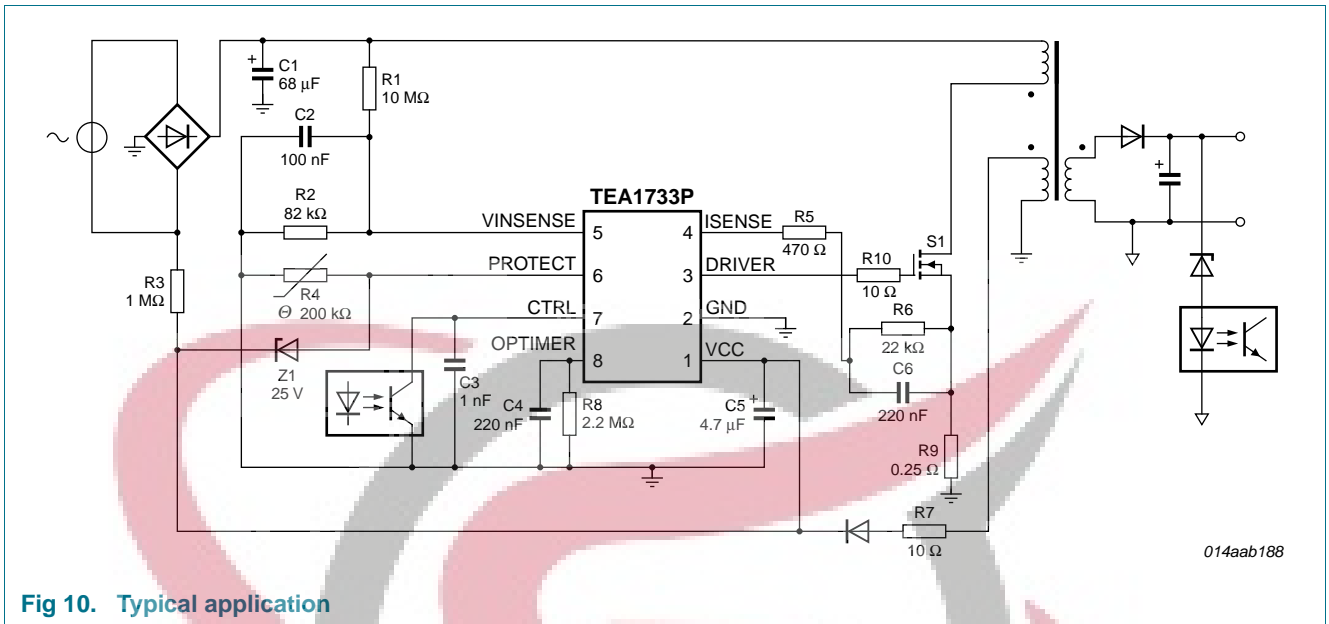 C1
68 μF
R1
10 MΩ
C2
100 nF
R2
82 kΩ
TEA1733P
VINSENSE
5
4
ISENSE
R5
470 Ω
S1
PROTECT
6
3
DRIVER
R10
10 Ω
R3
1 MΩ
R4
Θ 200 kΩ
CTRL
7
2
GND
R6
22 kΩ
OPTIMER
8
1
VCC
Z1
25 V
C3
1 nF
C4
220 nF
R8
2.2 MΩ
C5
4.7 μF
C6
220 nF
R9
0.25 Ω
R7
10 Ω
014aab188
Fig 10. Typical application